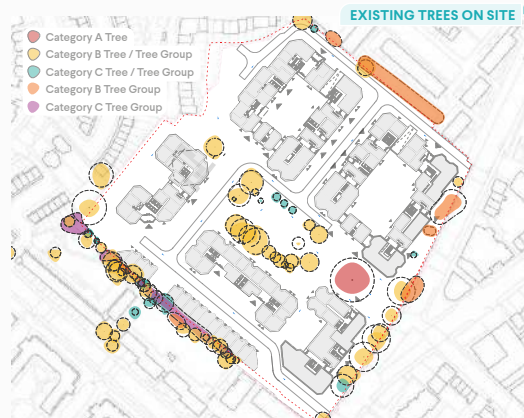 EXISTING TREES ON SITE
Category A Tree
Category B Tree / Tree Group
Category C Tree / Tree Group
Category B Tree Group
Category C Tree Group